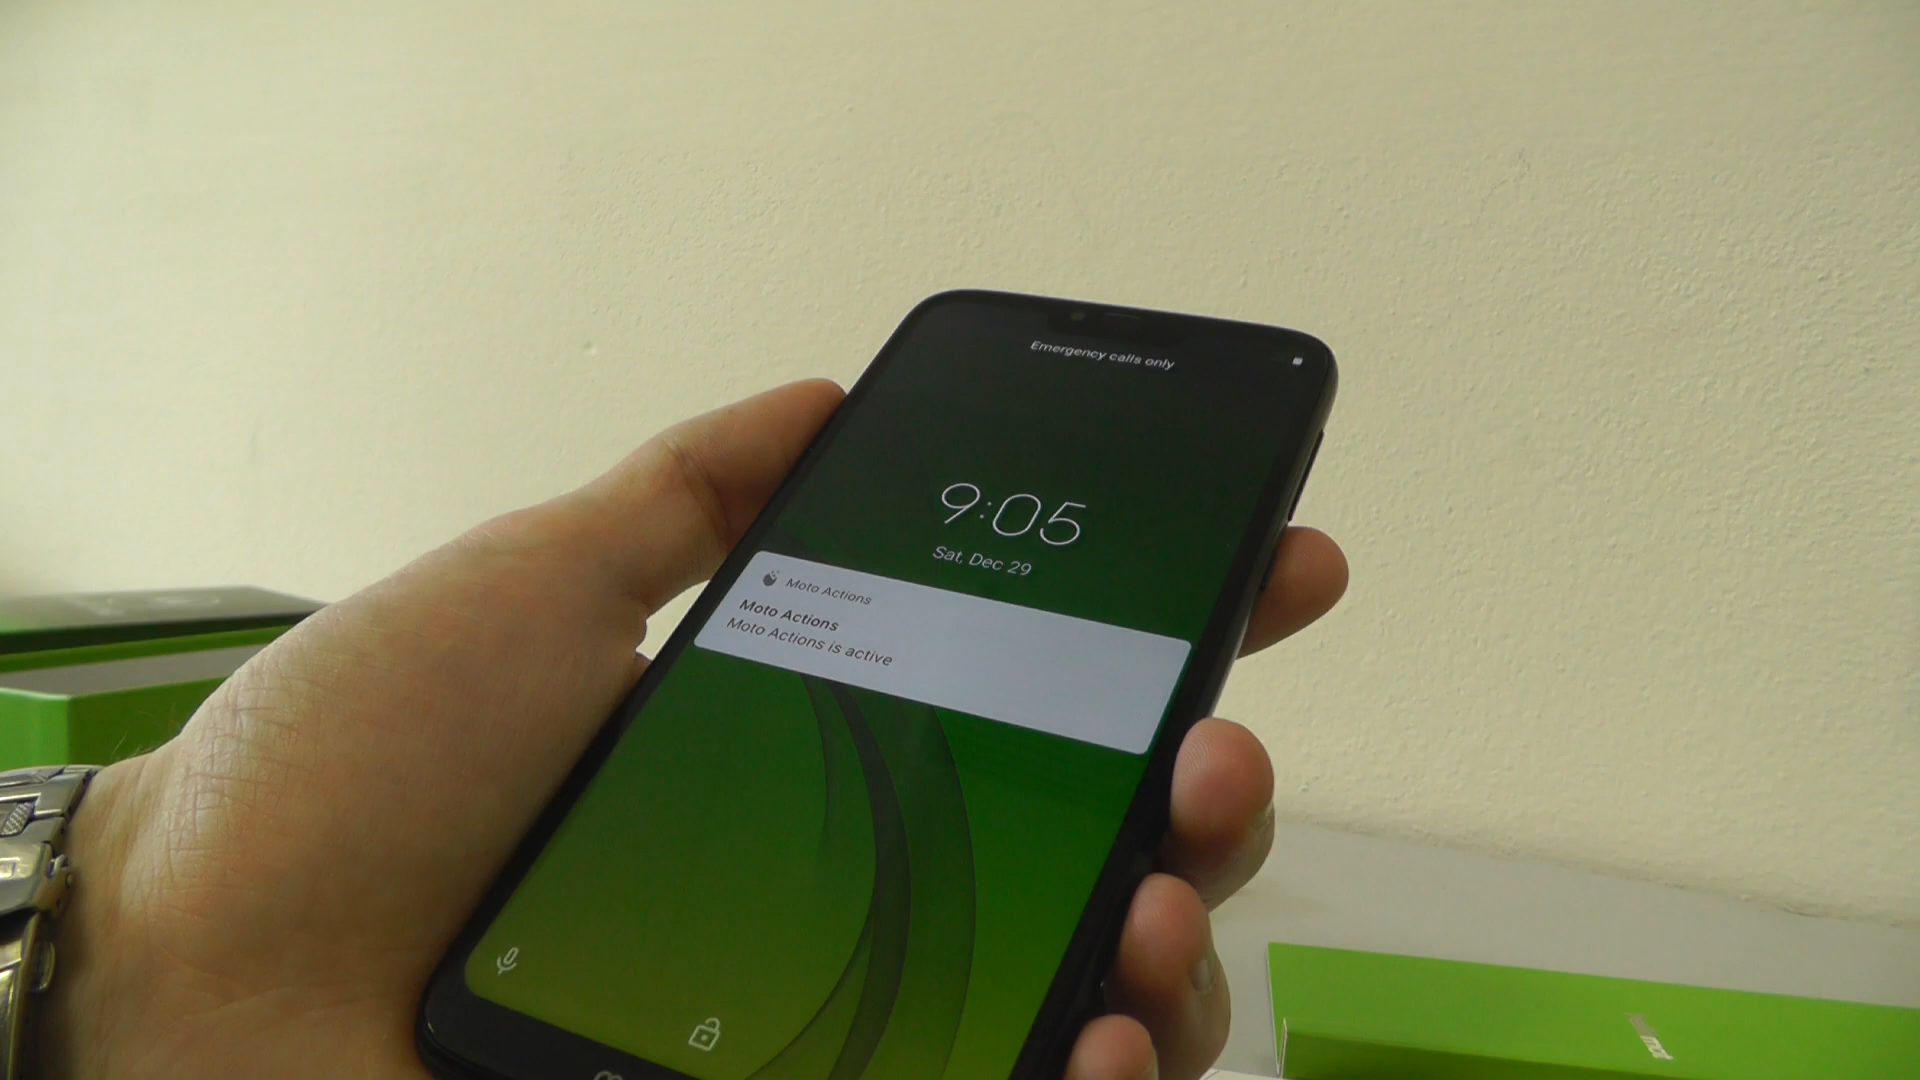 Emergency calls only
9:05
Sat, Dec 29
Moto Actions
Moto Actions
Moto Actions is active